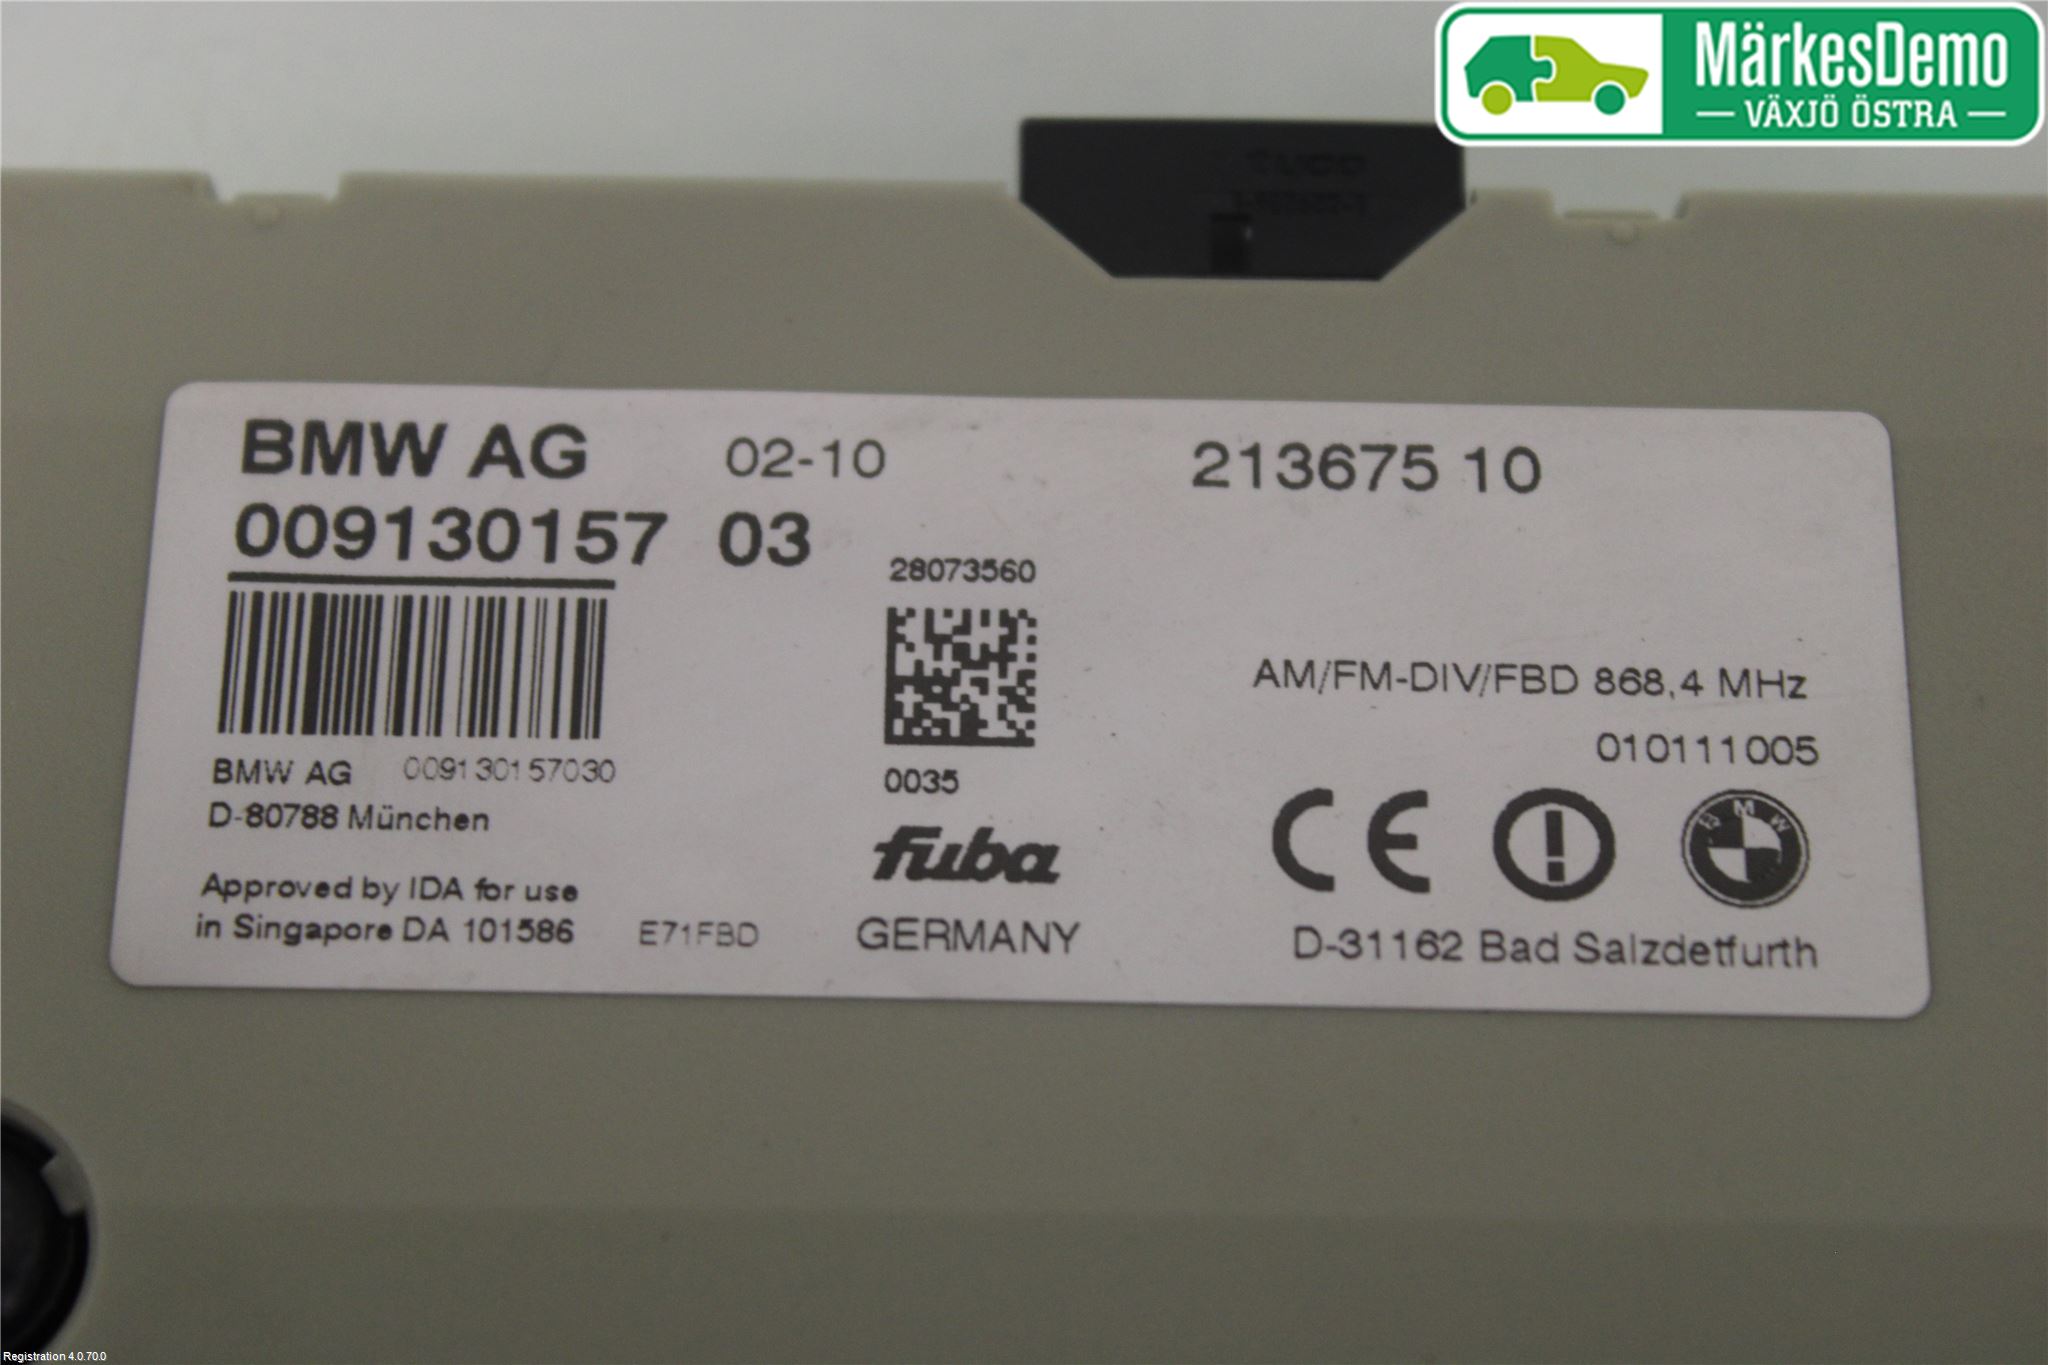 MärkesDemo
VÄXJÖ ÖSTRA
BMW AG 02-10 213675 10
009130157 03
28073560
AM/FM-DIV/FBD 868,4 MHz
010111005
BMW AG 009130157030
0035
D-80788 München
fuba
BMW
Approved by IDA for use
in Singapore DA 101586 E71FBD GERMANY
CE
D-31162 Bad Salzdetfurth
Registration 4.0.70.0